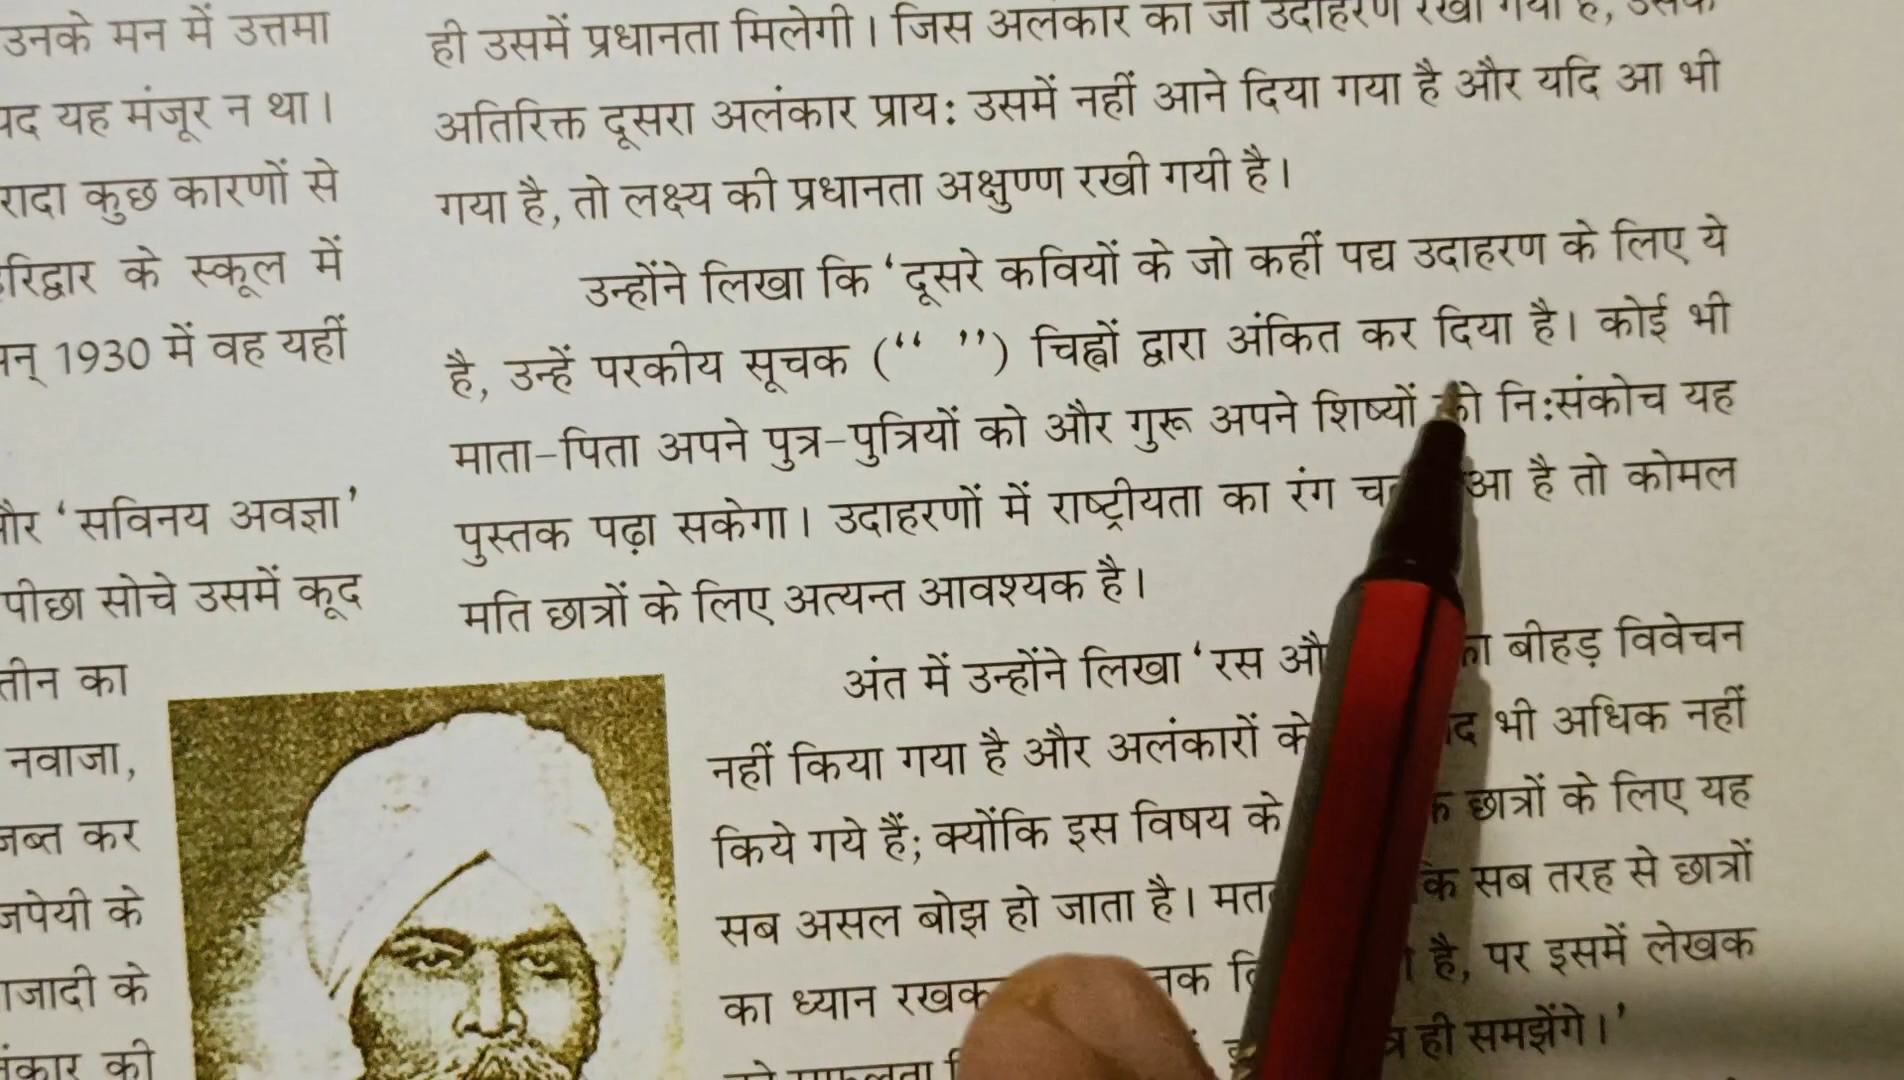 उनके मन में उत्तमा
यह मंजूर न था।
कुछ कारणों से
के स्कूल में
1930 में वह यहीं
‘सविनय अवज्ञा’
पीछा सोचे उसमें कूद
तीन का
नवाजा,
जब्त कर
के
के
की
ही उसमें प्रधानता मिलेगी। जिस अलंकार का जो उदाहरण रखा गया है,
अतिरिक्त दूसरा अलंकार प्राय: उसमें नहीं आने दिया गया है और यदि आ भी
गया है, तो लक्ष्य की प्रधानता अक्षुण्ण रखी गयी है।
उन्होंने लिखा कि ‘दूसरे कवियों के जो कहीं पद्य उदाहरण के लिए ये
है, उन्हें परकीय सूचक (“ ”) चिह्नों द्वारा अंकित कर दिया है। कोई भी
माता-पिता अपने पुत्र-पुत्रियों को और गुरू अपने शिष्यों को नि:संकोच यह
पुस्तक पढ़ा सकेगा। उदाहरणों में राष्ट्रीयता का रंग है तो कोमल
मति छात्रों के लिए अत्यन्त आवश्यक है।
अंत में उन्होंने लिखा ‘रस बीहड़ विवेचन
नहीं किया गया है और अलंकारों के भी अधिक नहीं
किये गये हैं; क्योंकि इस विषय के छात्रों के लिए यह
सब असल बोझ हो जाता है। सब तरह से छात्रों
का ध्यान है, पर इसमें लेखक
ही समझेंगे।’